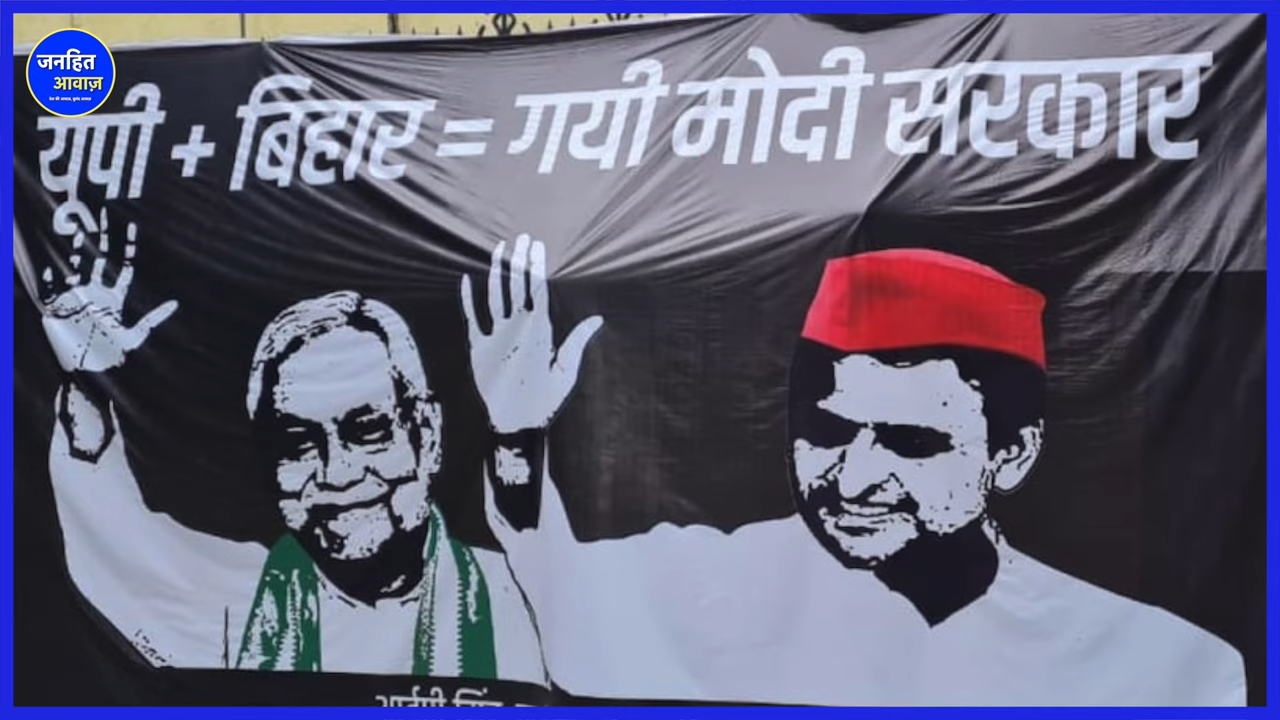 जनहित
आवाज़
यूपी + बिहार = गयी मोदी सरकार